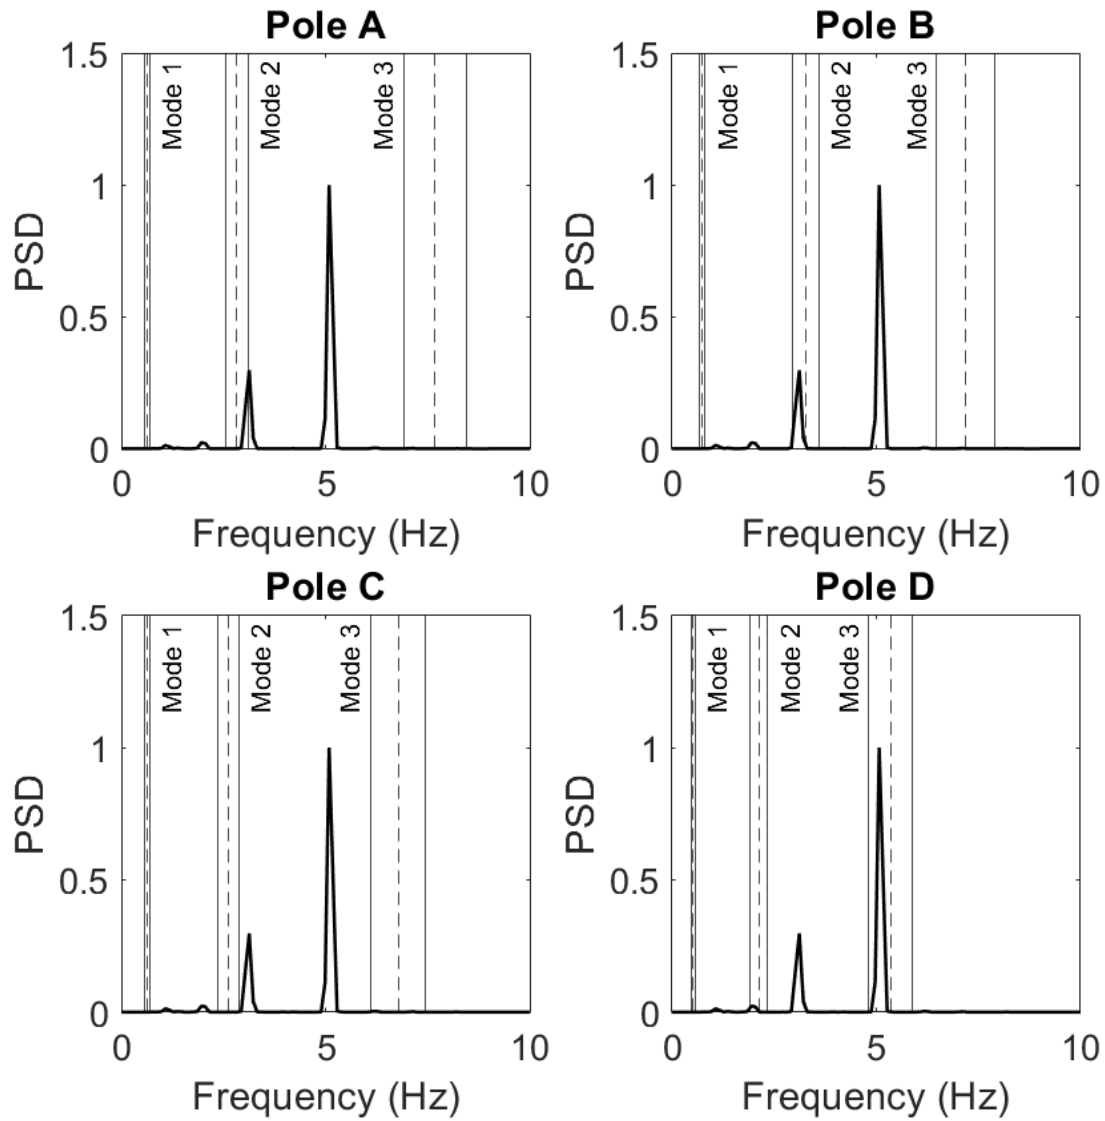 Pole A
1.5
1
0.5
0
PSD
Mode 1
Mode 2
Mode 3
0 5 10
Frequency (Hz)
Pole B
1.5
1
0.5
0
PSD
Mode 1
Mode 2
Mode 3
0 5 10
Frequency (Hz)
Pole C
1.5
1
0.5
0
PSD
Mode 1
Mode 2
Mode 3
0 5 10
Frequency (Hz)
Pole D
1.5
1
0.5
0
PSD
Mode 1
Mode 2
Mode 3
0 5 10
Frequency (Hz)